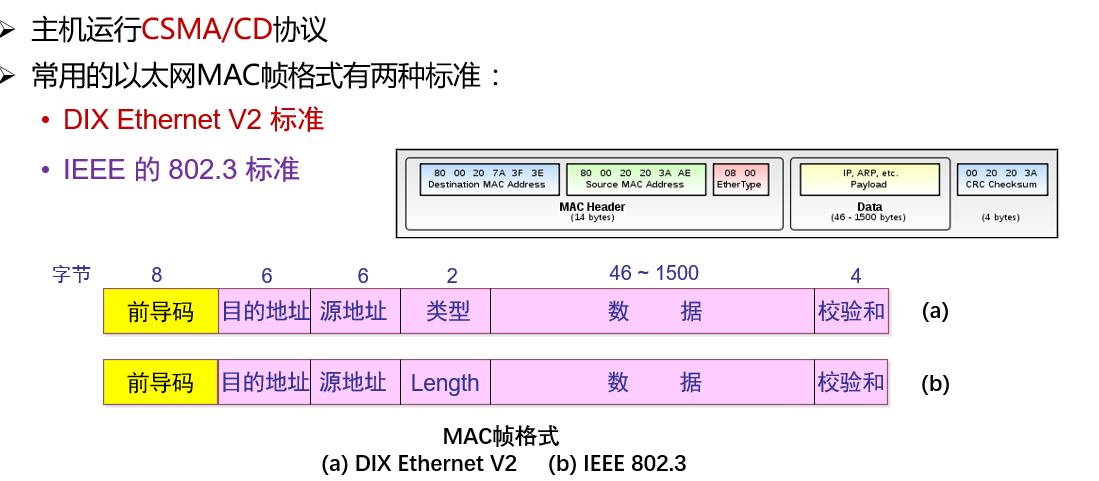 主机运行CSMA/CD协议
常用的以太网MAC帧格式有两种标准：
DIX Ethernet V2 标准
IEEE 的 802.3 标准
80 00 20 7A 3F 3E
Destination MAC Address
80 00 20 20 3A AE
Source MAC Address
08 00
EtherType
IP, ARP, etc.
Payload
00 20 20 3A
CRC Checksum
MAC Header
(14 bytes)
Data
(46 - 1500 bytes)
(4 bytes)
字节 8 6 6 2 46 ~ 1500 4
前导码 目的地址 源地址 类型 数 据 校验和 (a)
前导码 目的地址 源地址 Length 数 据 校验和 (b)
MAC帧格式
(a) DIX Ethernet V2 (b) IEEE 802.3